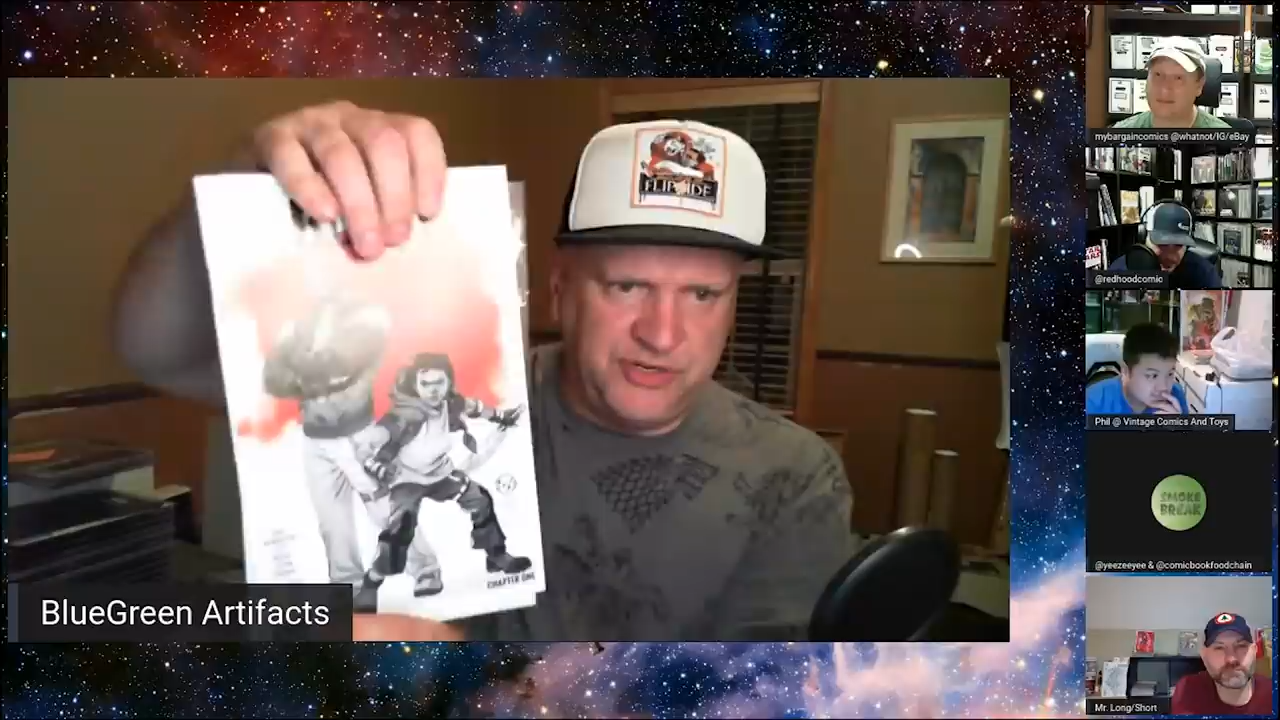 mybargaincomics @whatnot/IG/eBay
@redhoodcomic
Phil @ Vintage Comics And Toys
SMOKE
BREAK
@yeezeeyee & @comicbookfoodchain
Mr. Long/Short
FLIPSIDE
CHAPTER ONE
BlueGreen Artifacts